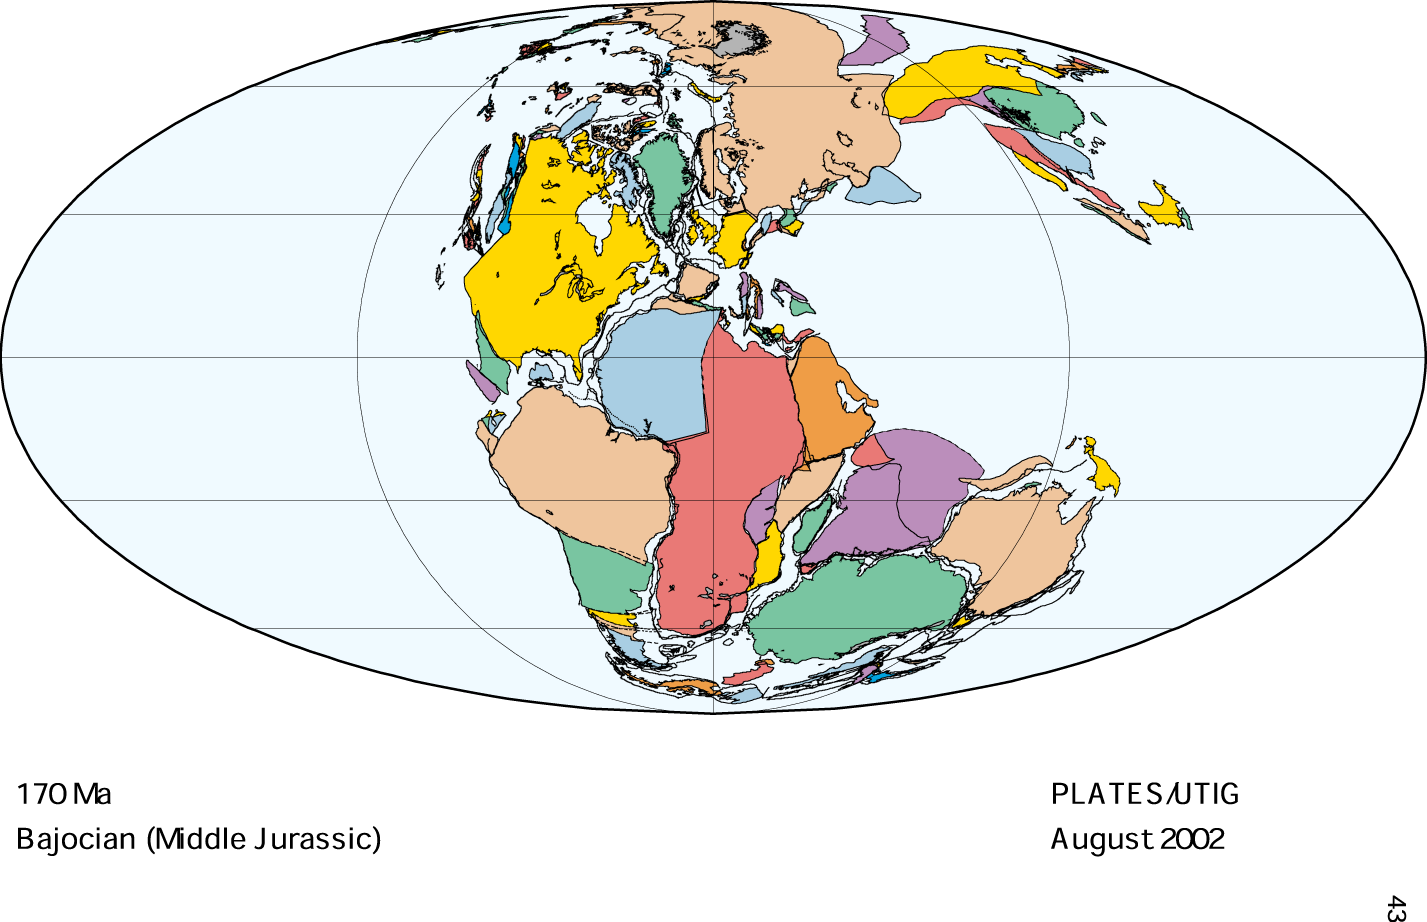 170 Ma
Bajocian (Middle Jurassic)
PLATES/UTIG
August 2002
43